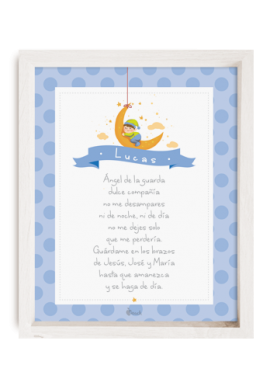 Lucas
Ángel de la guarda
dulce compañía
no me desampares
ni de noche, ni de día
no me dejes solo
que me perdería
Guárdame en los brazos
de Jesús, José y María
hasta que amanezca
y se haga de día.